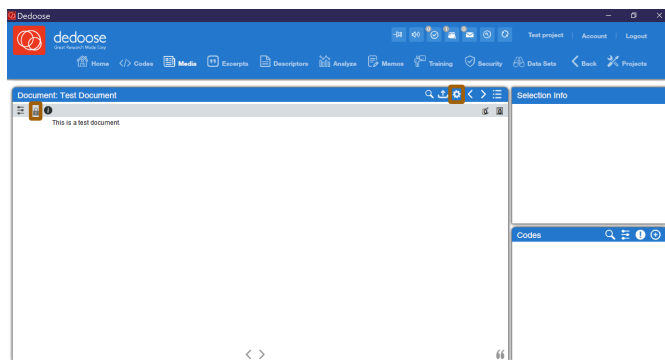 Dedoose
dedoose
Great Research Made Easy
Test project | Account | Logout
Home </> Codes Media Excerpts Descriptors Analyze Memos Training Security Data Sets Back Projects
Document: Test Document
This is a test document.
Selection Info
Codes